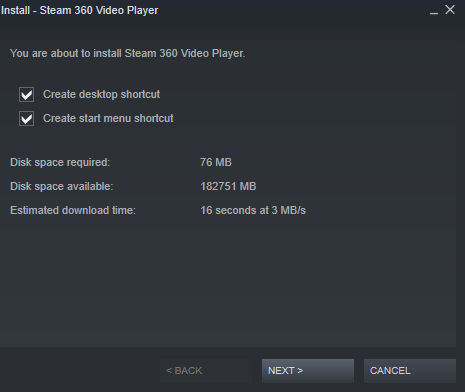 Install - Steam 360 Video Player
You are about to install Steam 360 Video Player.
Create desktop shortcut
Create start menu shortcut
Disk space required: 76 MB
Disk space available: 182751 MB
Estimated download time: 16 seconds at 3 MB/s
< BACK NEXT > CANCEL